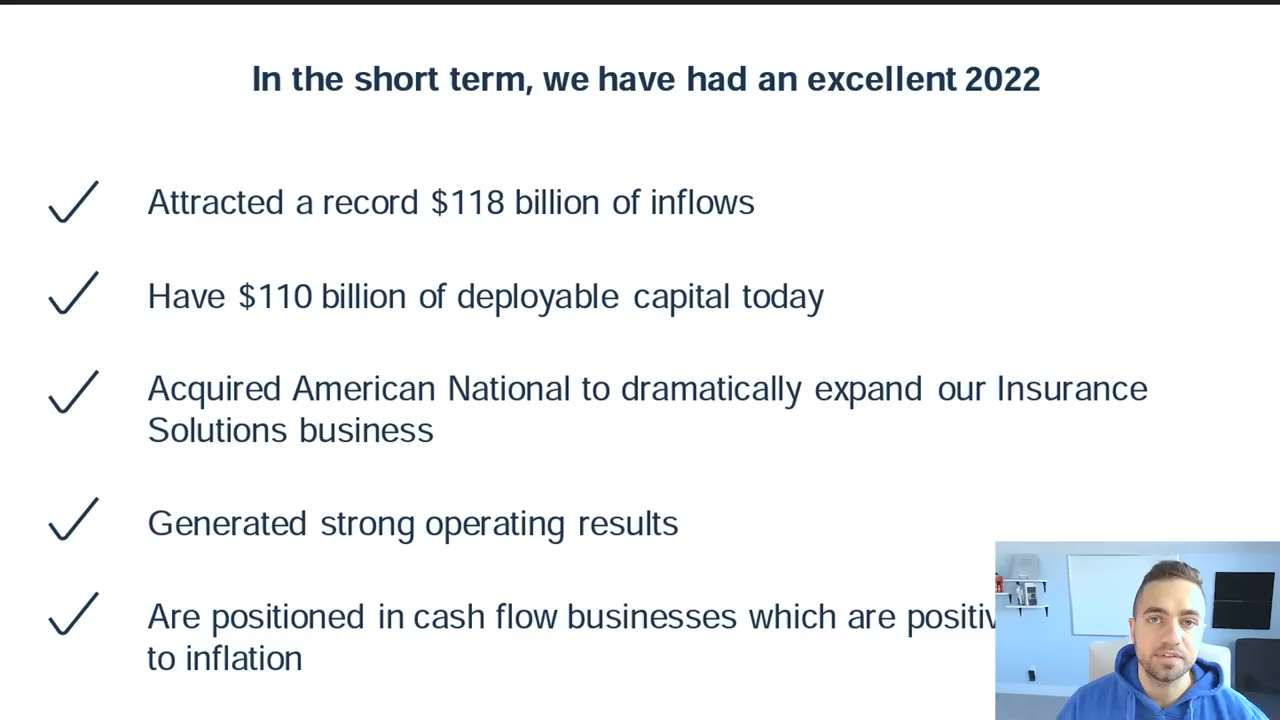 In the short term, we have had an excellent 2022
Attracted a record $118 billion of inflows
Have $110 billion of deployable capital today
Acquired American National to dramatically expand our Insurance
Solutions business
Generated strong operating results
Are positioned in cash flow businesses which are
to inflation